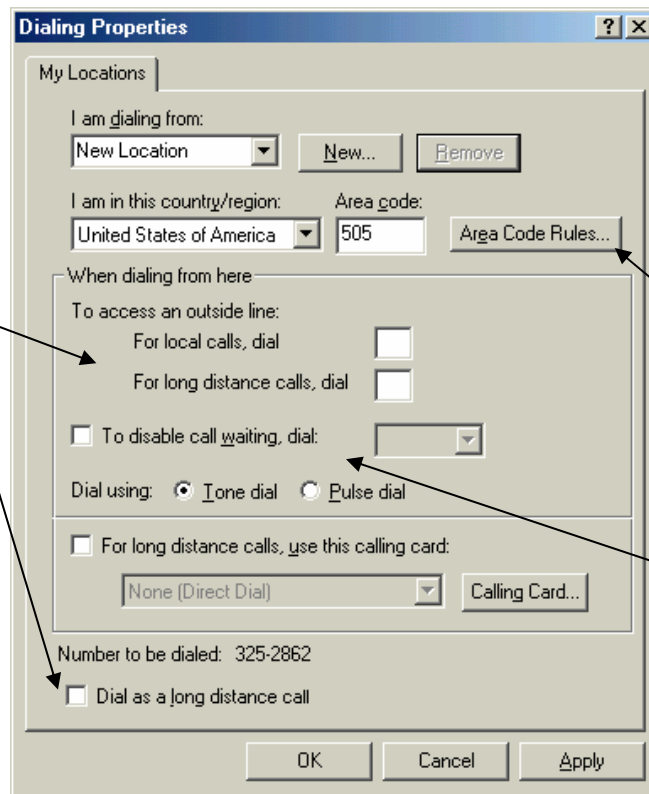 Dialing Properties
My Locations
I am dialing from:
New Location New... Remove
I am in this country/region: Area code:
United States of America 505 Area Code Rules...
When dialing from here
To access an outside line:
For local calls, dial
For long distance calls, dial
To disable call waiting, dial:
Dial using: Tone dial Pulse dial
For long distance calls, use this calling card:
None (Direct Dial) Calling Card...
Number to be dialed: 325-2862
Dial as a long distance call
OK Cancel Apply